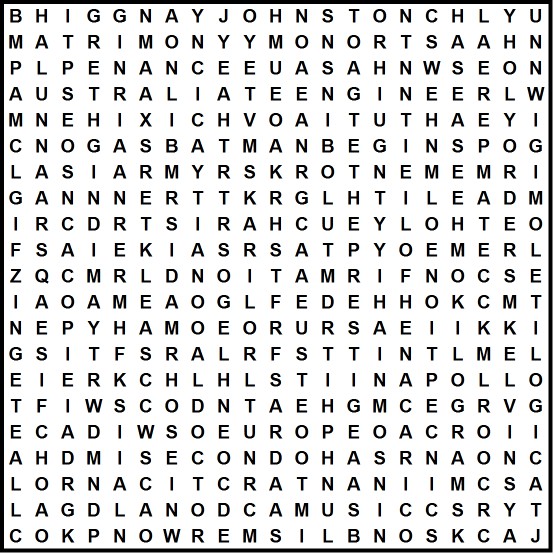 B H I G G N A Y J O H N S T O N C H L Y U
M A T R I M O N Y Y M O N O R T S A A H N
P L P E N A N C E E U A S A H N W S E O N
A U S T R A L I A T E E N G I N E E R L W
M N E H I X I C H V O A I T U T H A E Y I
C N O G A S B A T M A N B E G I N S P O G
L A S I A R M Y R S K R O T N E M E M R I
G A N N N E R T T K R G L H T I L E A D M
I R C D R T S I R A H C U E Y L O H T E O
F S A I E K I A S R S A T P Y O E M E R L
Z Q C M R L D N O I T A M R I F N O C S E
I A O A M E A O G L F E D E H H O K C M T
N E P Y H A M O E O R U R S A E I I K K I
G S I T F S R A L R F S T T I N T L M E L
E I E R K C H L H L S T I I N A P O L L O
T F I W S C O D N T A E H G M C E G R V G
E C A D I W S O E U R O P E O A C R O I I
A H D M I S E C O N D O H A S R N A O N C
L O R N A C I T C R A T N A N I I M C S A
L A G D L A N O D C A M U S I C C S R Y T
C O K P N O W R E M S I L B N O S K C A J